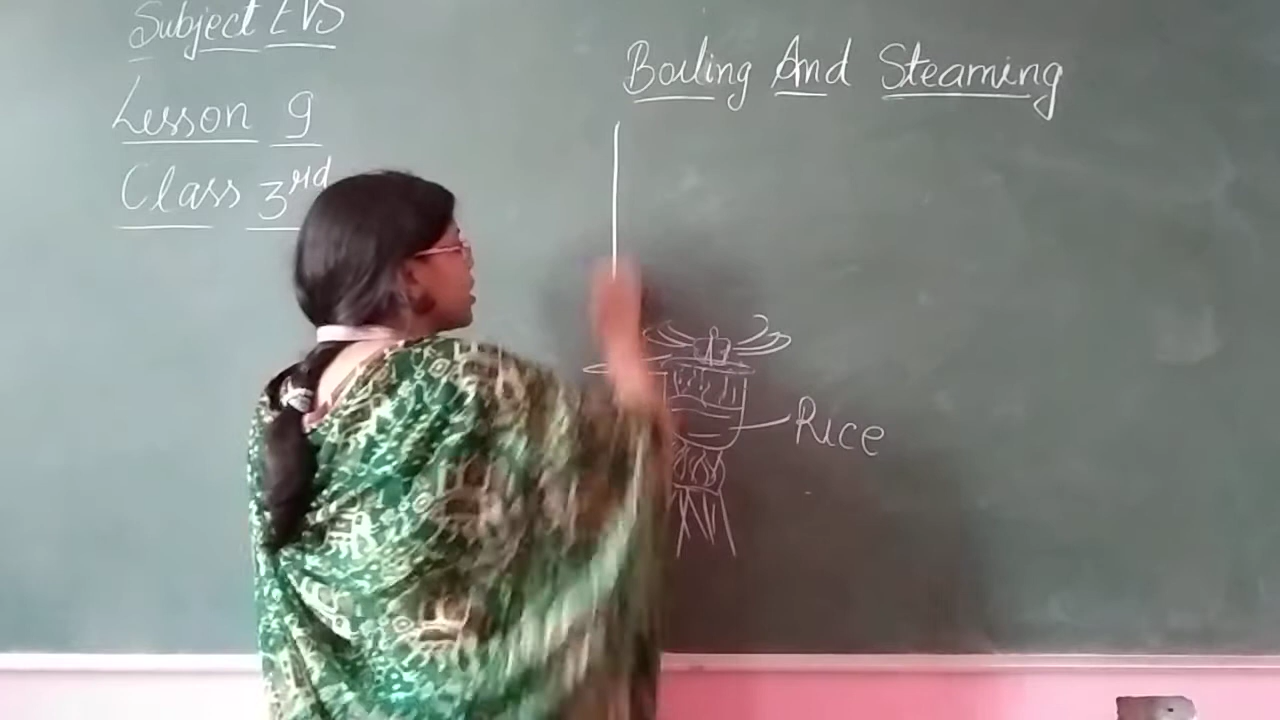 Subject EVS
Lesson 9
Class 3rd
Boiling And Steaming
Rice